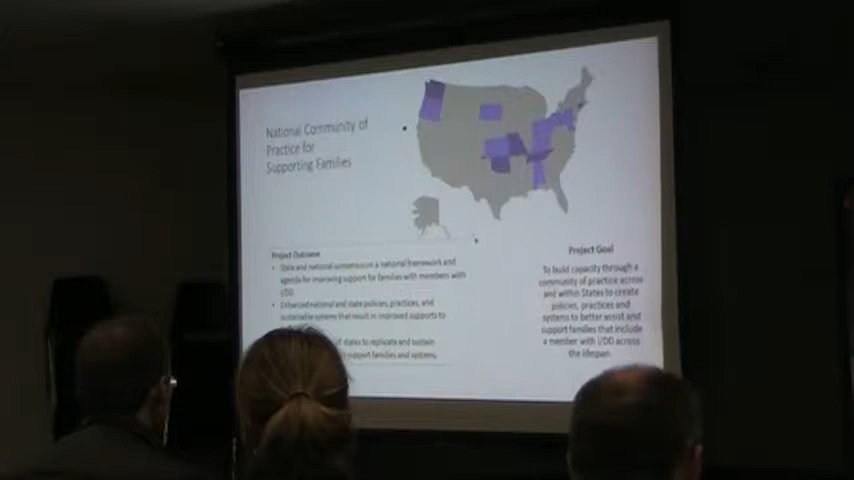 National Community of
Practice for
Supporting Families
Project Outcome
State and national consensus on a national framework and
agenda for improving support for families with members with
I/DD.
Enhanced national and state policies, practices, and
sustainable systems that result in improved supports to
of states to replicate and sustain
support families and systems.
Project Goal
To build capacity through a
community of practice across
and within States to create
policies, practices and
systems to better assist and
support families that include
a member with I/DD across
the lifespan.